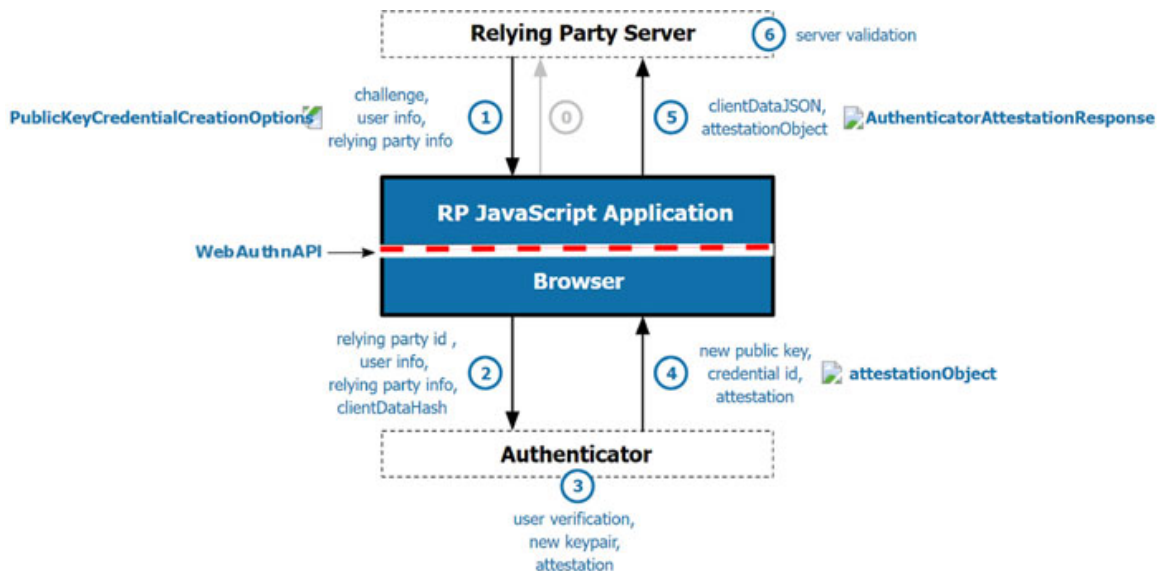 Relying Party Server
6
server validation
PublicKeyCredentialCreationOptions
challenge,
user info,
relying party info
1
0
5
clientDataJSON,
attestationObject
AuthenticatorAttestationResponse
RP JavaScript Application
WebAuthnAPI
Browser
relying party id ,
user info,
relying party info,
clientDataHash
2
4
new public key,
credential id,
attestation
attestationObject
Authenticator
3
user verification,
new keypair,
attestation